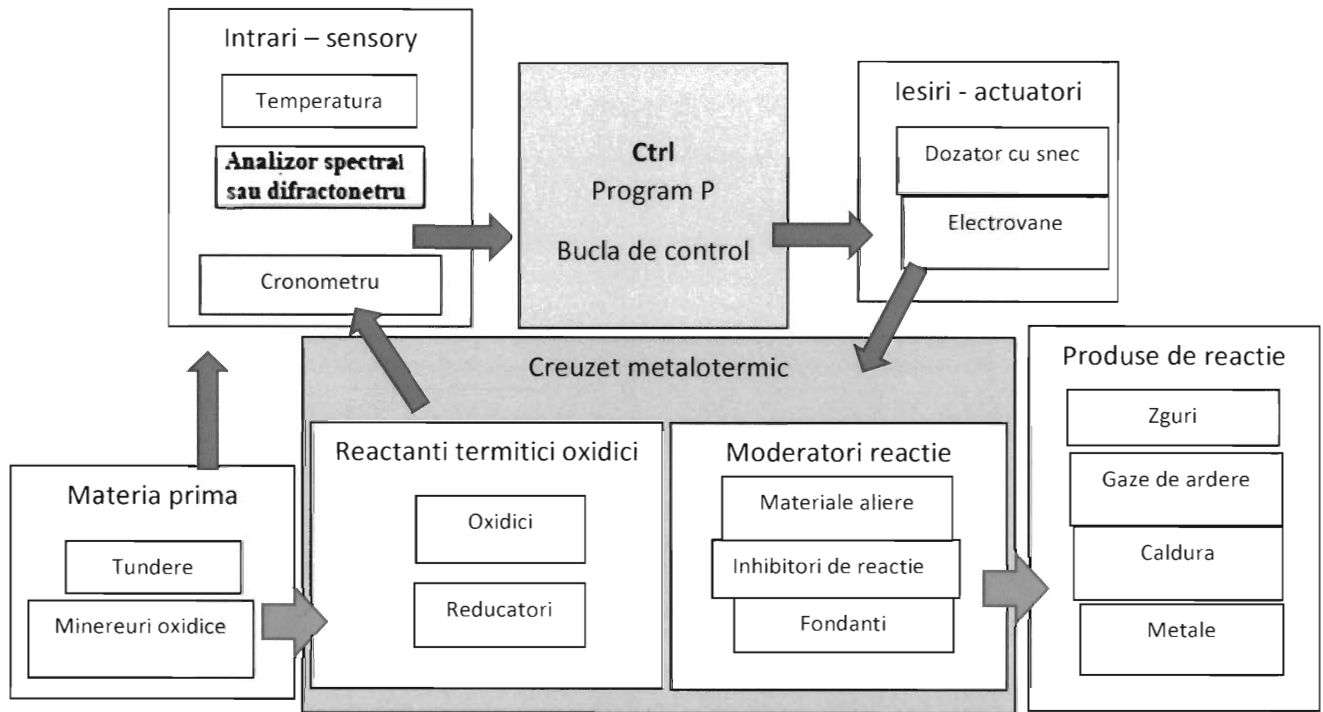 Intrari – sensory
Temperatura
Analizor spectral
sau difractonetru
Cronometru
Ctrl
Program P
Bucla de control
Iesiri - actuatori
Dozator cu snec
Electrovane
Creuzet metalotermic
Reactanti termitici oxidici
Oxidici
Reducatori
Moderatori reactie
Materiale aliere
Inhibitori de reactie
Fondanti
Materia prima
Tundere
Minereuri oxidice
Produse de reactie
Zguri
Gaze de ardere
Caldura
Metale